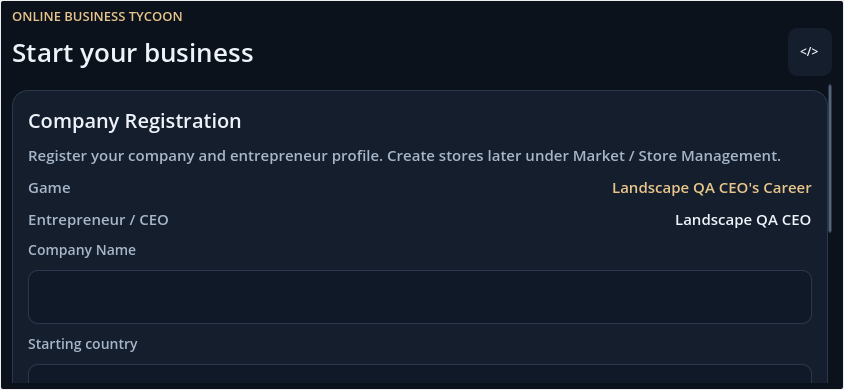 ONLINE BUSINESS TYCOON
Start your business
</>
Company Registration
Register your company and entrepreneur profile. Create stores later under Market / Store Management.
Game Landscape QA CEO's Career
Entrepreneur / CEO Landscape QA CEO
Company Name
Starting country